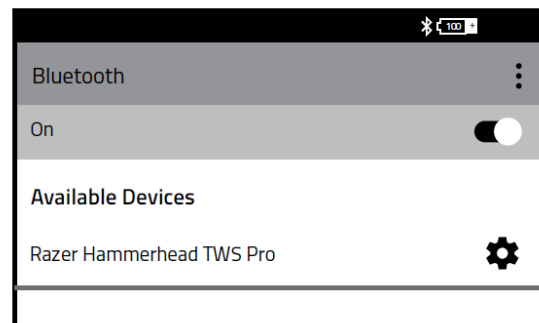 100 +
Bluetooth
On
Available Devices
Razer Hammerhead TWS Pro